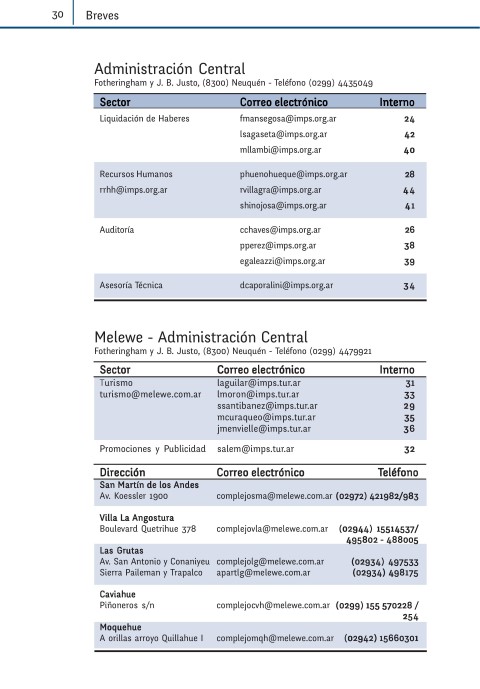 30 Breves
Administración Central
Fotheringham y J. B. Justo, (8300) Neuquén - Teléfono (0299) 4435049
Sector Correo electrónico Interno
Liquidación de Haberes fmansegosa@imps.org.ar 24
lsagaseta@imps.org.ar 42
mllambi@imps.org.ar 40
Recursos Humanos phuenohueque@imps.org.ar 28
rrhh@imps.org.ar rvillagra@imps.org.ar 44
shinojosa@imps.org.ar 41
Auditoría cchaves@imps.org.ar 26
pperez@imps.org.ar 38
egaleazzi@imps.org.ar 39
Asesoría Técnica dcaporalini@imps.org.ar 34
Melewe - Administración Central
Fotheringham y J. B. Justo, (8300) Neuquén - Teléfono (0299) 4479921
Sector Correo electrónico Interno
Turismo laguilar@imps.tur.ar 31
turismo@melewe.com.ar lmoron@imps.tur.ar 33
ssantibanez@imps.tur.ar 29
mcuraqueo@imps.tur.ar 35
jmenvielle@imps.tur.ar 36
Promociones y Publicidad salem@imps.tur.ar 32
Dirección Correo electrónico Teléfono
San Martín de los Andes
Av. Koessler 1900 complejosma@melewe.com.ar (02972) 421982/983
Villa La Angostura
Boulevard Quetrihue 378 complejovla@melewe.com.ar (02944) 15514537/
495802 - 488005
Las Grutas
Av. San Antonio y Conaniyeu complejolg@melewe.com.ar (02934) 497533
Sierra Paileman y Trapalco apartlg@melewe.com.ar (02934) 498175
Caviahue
Piñoneros s/n complejocvh@melewe.com.ar (0299) 155 570228 /
254
Moquehue
A orillas arroyo Quillahue I complejomqh@melewe.com.ar (02942) 15660301